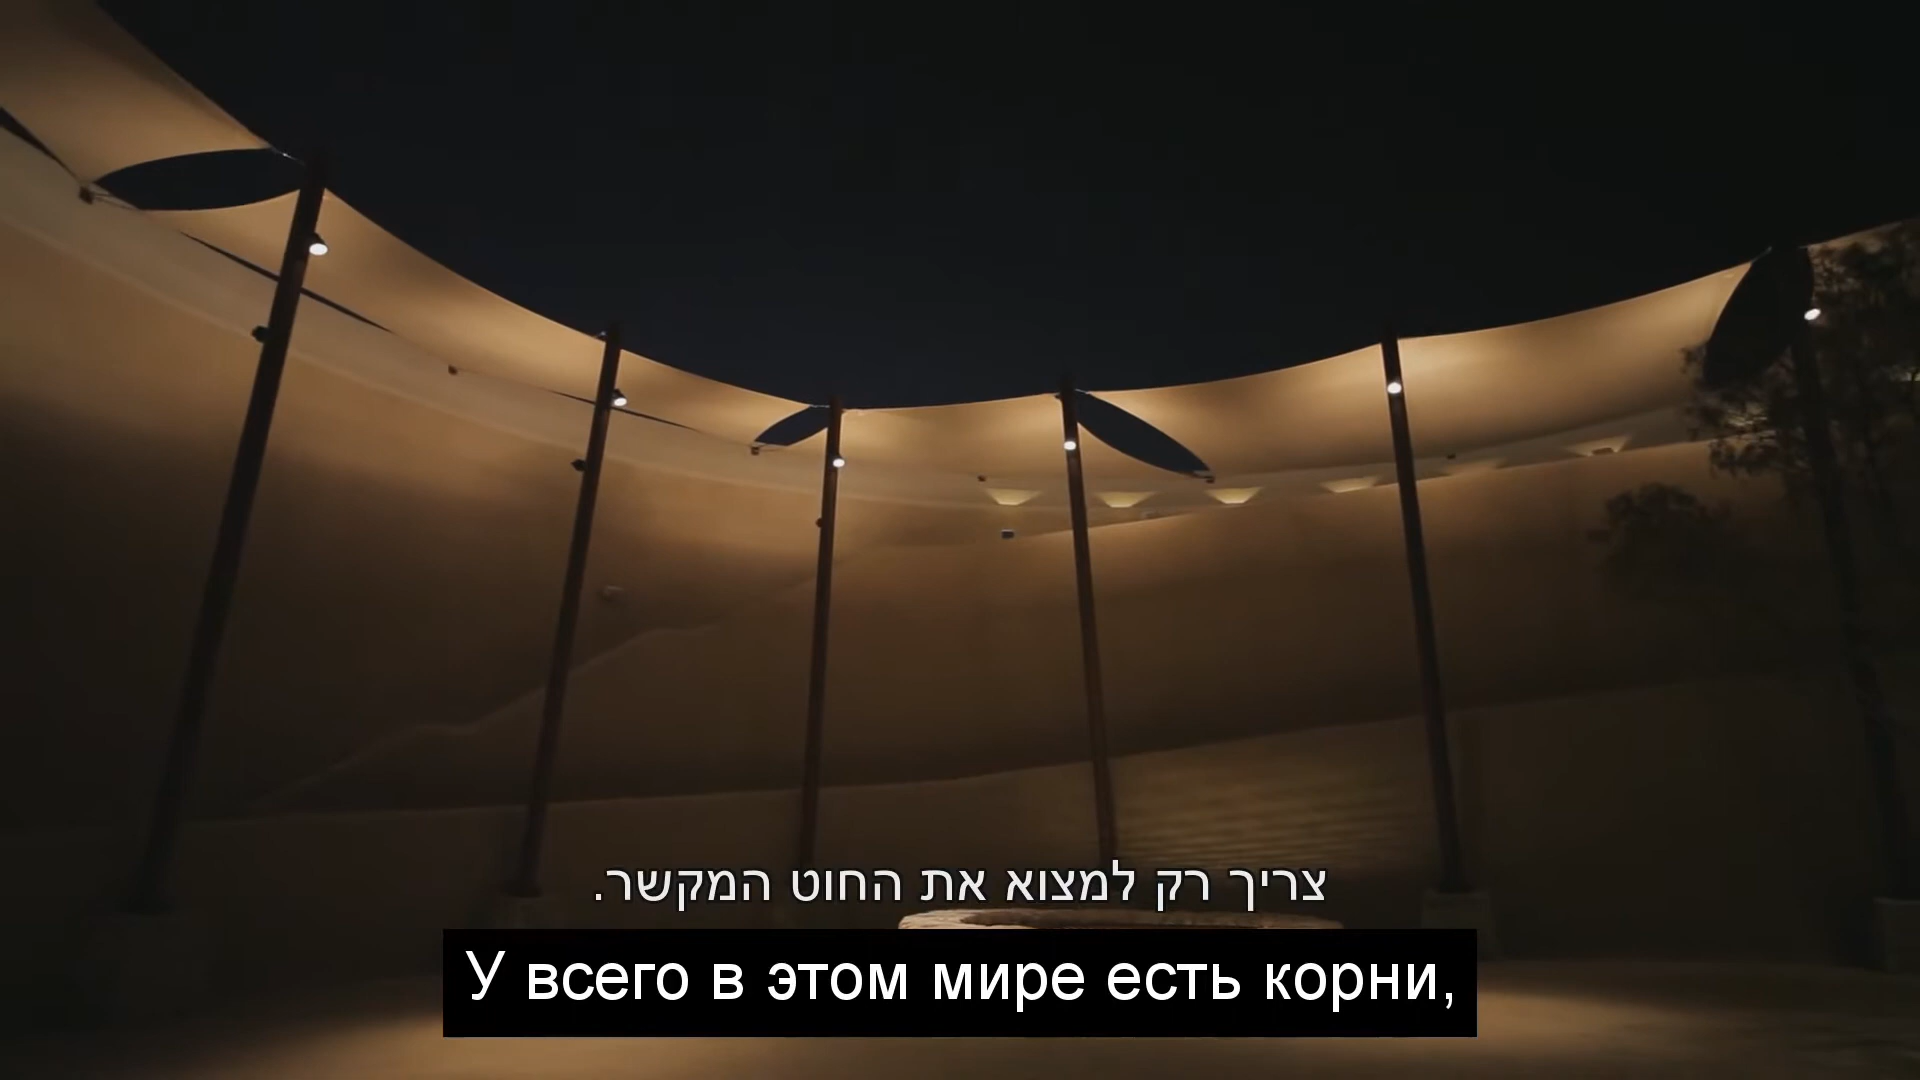 צריך רק למצוא את החוט המקשר.
У всего в этом мире есть корни,